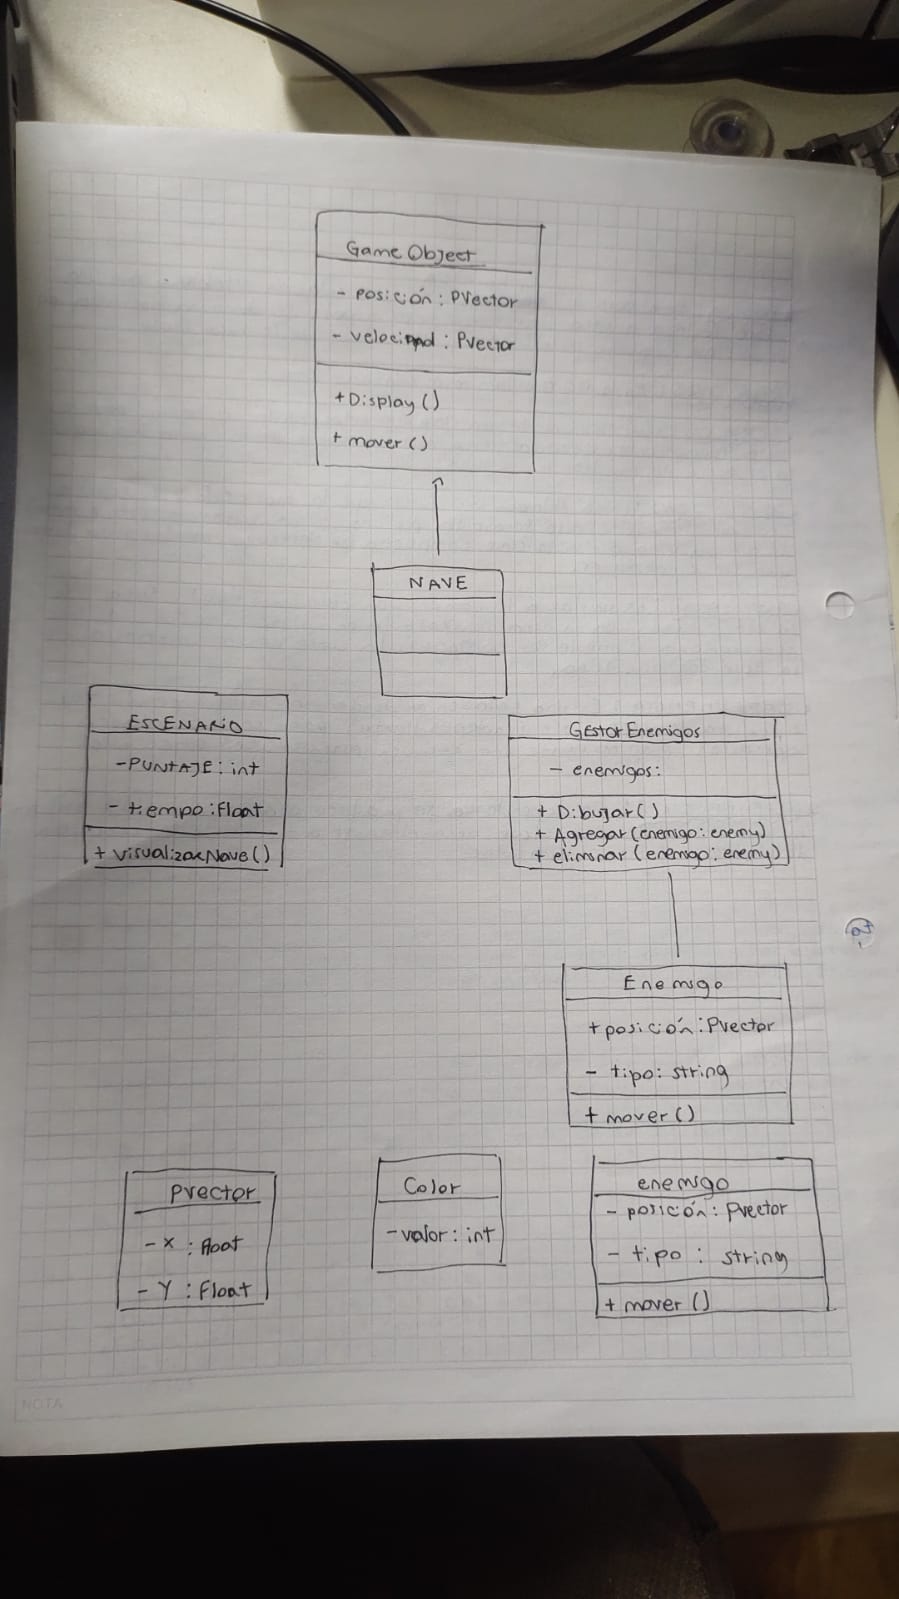 Game Object
- posición: PVector
- velocidad: PVector
+ Display ()
+ mover ()
NAVE
ESCENARIO
- PUNTAJE: int
- tiempo: Float
+ visualizarNave()
GEstor Enemigos
- enemigos:
+ Dibujar()
+ Agregar (enemigo: enemy)
+ eliminar (enemigo: enemy)
Enemigo
+ posición: PVector
- tipo: string
+ mover ()
PVector
- X : float
- Y : Float
Color
- valor: int
enemigo
- posición: PVector
- tipo : string
+ mover ()
NOTA